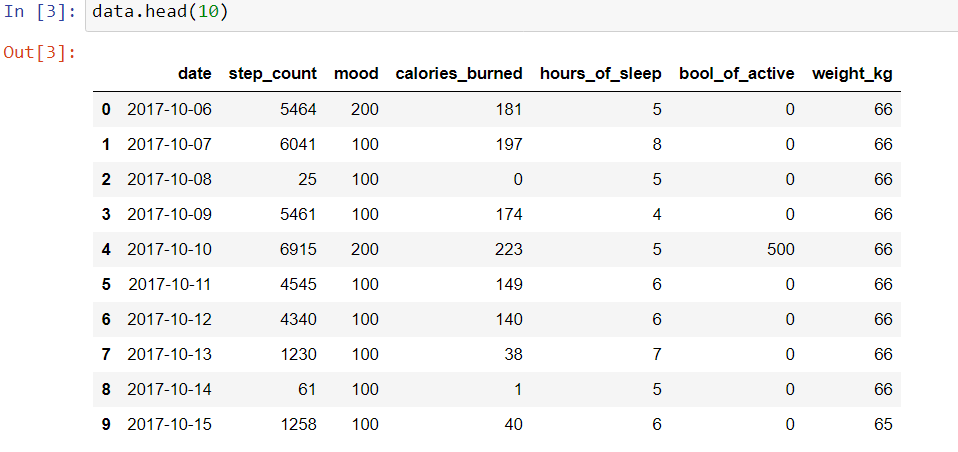 In [3]: data.head(10)
Out[3]:
date step_count mood calories_burned hours_of_sleep bool_of_active weight_kg
0 2017-10-06 5464 200 181 5 0 66
1 2017-10-07 6041 100 197 8 0 66
2 2017-10-08 25 100 0 5 0 66
3 2017-10-09 5461 100 174 4 0 66
4 2017-10-10 6915 200 223 5 500 66
5 2017-10-11 4545 100 149 6 0 66
6 2017-10-12 4340 100 140 6 0 66
7 2017-10-13 1230 100 38 7 0 66
8 2017-10-14 61 100 1 5 0 66
9 2017-10-15 1258 100 40 6 0 65